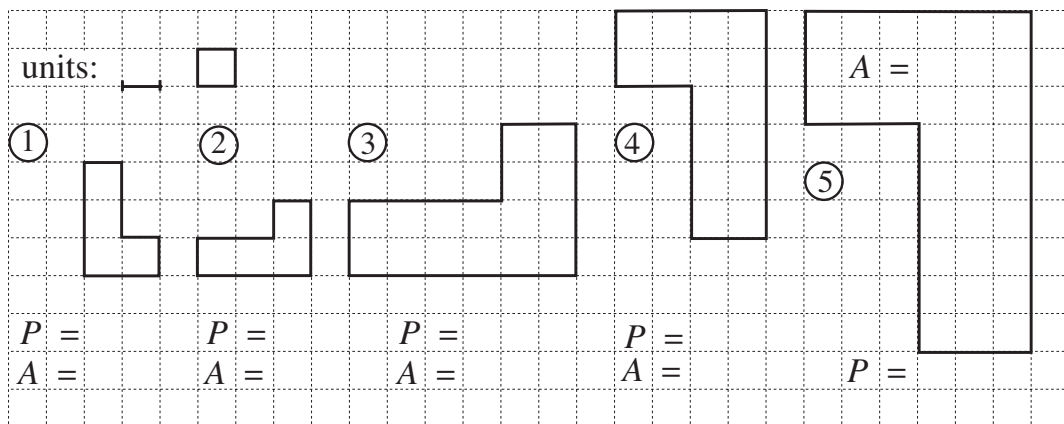 units:
A =
1
2
3
4
5
P =
A =
P =
A =
P =
A =
P =
A =
P =